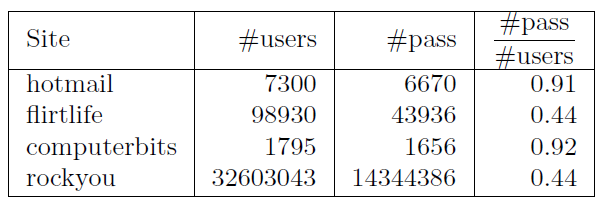 Site #users #pass #pass
#users
hotmail 7300 6670 0.91
flirtlife 98930 43936 0.44
computerbits 1795 1656 0.92
rockyou 32603043 14344386 0.44